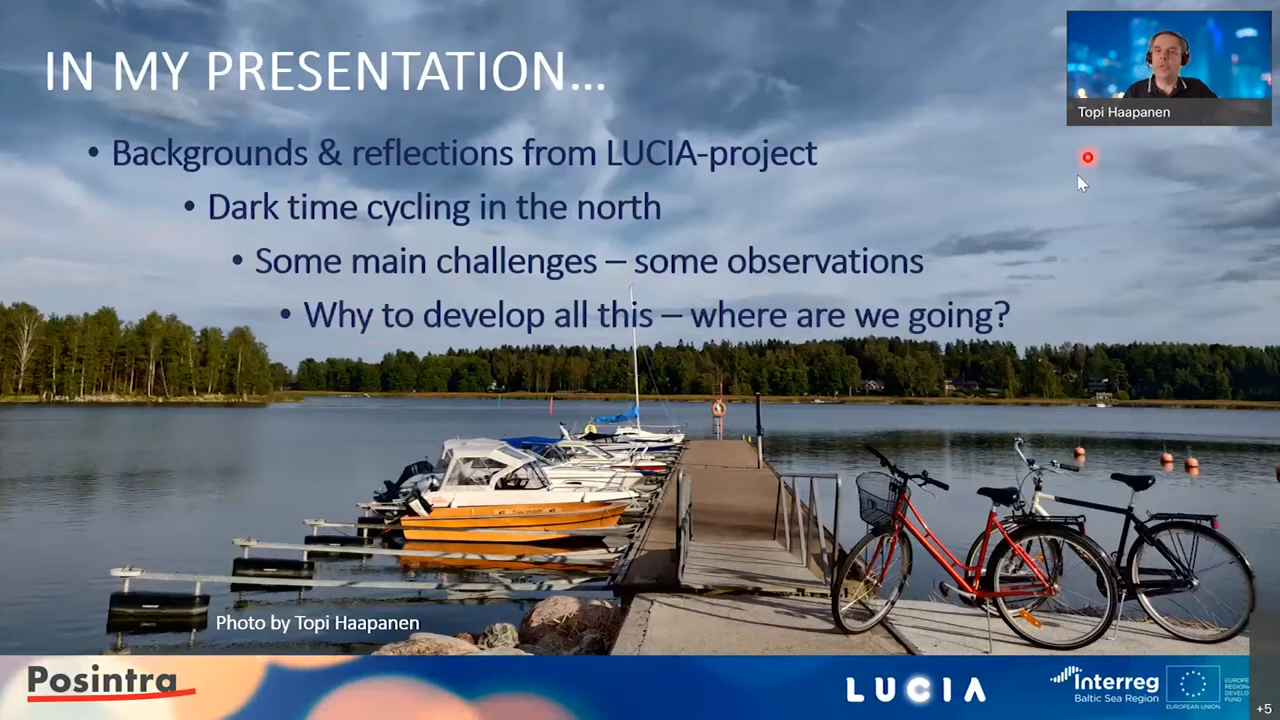 IN MY PRESENTATION...
• Backgrounds & reflections from LUCIA-project
• Dark time cycling in the north
• Some main challenges – some observations
• Why to develop all this – where are we going?
Topi Haapanen
Photo by Topi Haapanen
Posintra
LUCIA
Interreg
Baltic Sea Region
EUROPEAN UNION
+5